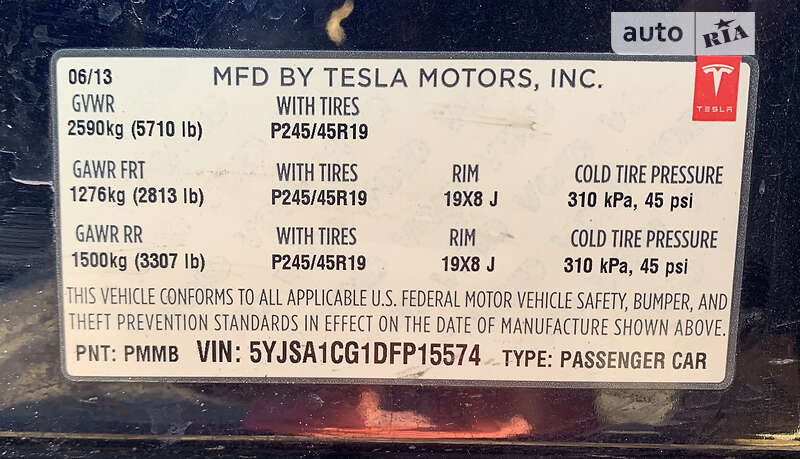 auto RIA
06/13 MFD BY TESLA MOTORS, INC.
TESLA
GVWR WITH TIRES
2590kg (5710 lb) P245/45R19
GAWR FRT WITH TIRES RIM COLD TIRE PRESSURE
1276kg (2813 lb) P245/45R19 19X8 J 310 kPa, 45 psi
GAWR RR WITH TIRES RIM COLD TIRE PRESSURE
1500kg (3307 lb) P245/45R19 19X8 J 310 kPa, 45 psi
THIS VEHICLE CONFORMS TO ALL APPLICABLE U.S. FEDERAL MOTOR VEHICLE SAFETY, BUMPER, AND
THEFT PREVENTION STANDARDS IN EFFECT ON THE DATE OF MANUFACTURE SHOWN ABOVE.
PNT: PMMB VIN: 5YJSA1CG1DFP15574 TYPE: PASSENGER CAR